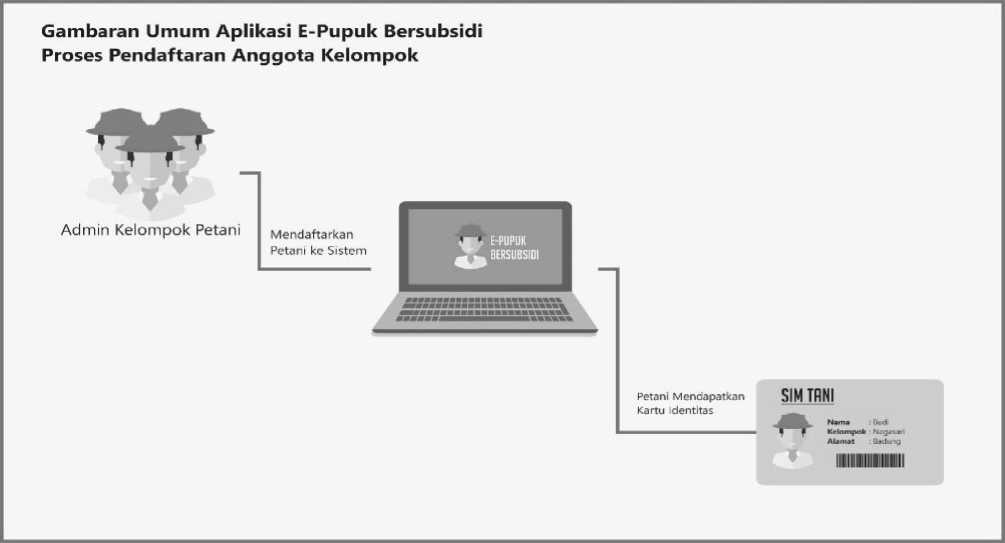 Gambaran Umum Aplikasi E-Pupuk Bersubsidi
Proses Pendaftaran Anggota Kelompok
Admin Kelompok Petani
Mendaftarkan
Petani ke Sistem
E-PUPUK
BERSUBSIDI
Petani Mendapatkan
Kartu Identitas
SIM TANI
Nama : Budi
Kelompok : Nagasari
Alamat : Badung